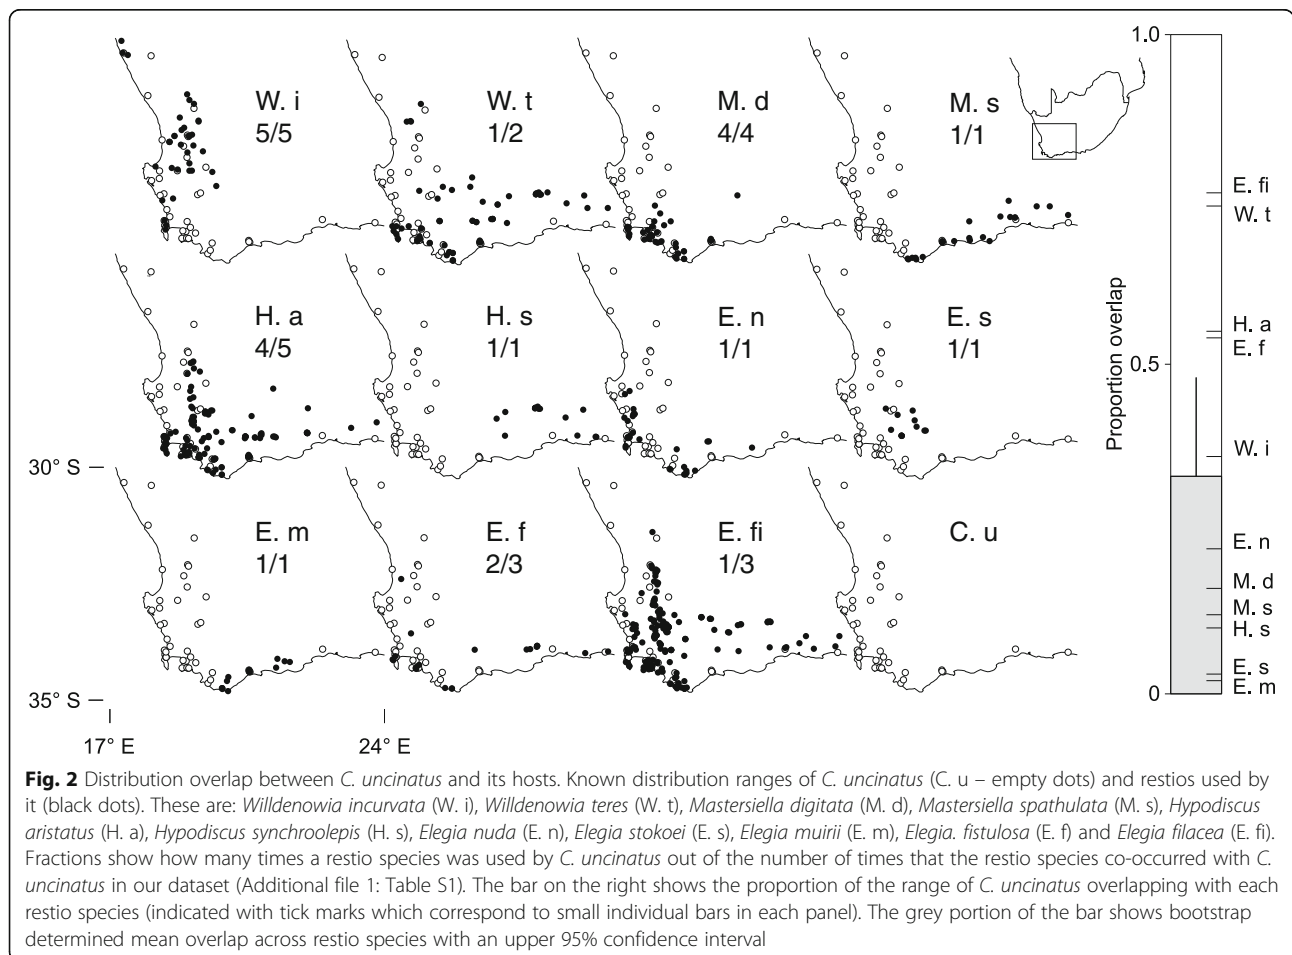 W. i
5/5
W. t
1/2
M. d
4/4
M. s
1/1
H. a
4/5
H. s
1/1
E. n
1/1
E. s
1/1
E. m
1/1
E. f
2/3
E. fi
1/3
C. u
30° S
35° S
17° E
24° E
1.0
0.5
0
Proportion overlap
E. fi
W. t
H. a
E. f
W. i
E. n
M. d
M. s
H. s
E. s
E. m
Fig. 2 Distribution overlap between C. uncinatus and its hosts. Known distribution ranges of C. uncinatus (C. u – empty dots) and restios used by
it (black dots). These are: Willdenowia incurvata (W. i), Willdenowia teres (W. t), Mastersiella digitata (M. d), Mastersiella spathulata (M. s), Hypodiscus
aristatus (H. a), Hypodiscus synchroolepis (H. s), Elegia nuda (E. n), Elegia stokoei (E. s), Elegia muirii (E. m), Elegia. fistulosa (E. f) and Elegia filacea (E. fi).
Fractions show how many times a restio species was used by C. uncinatus out of the number of times that the restio species co-occurred with C.
uncinatus in our dataset (Additional file 1: Table S1). The bar on the right shows the proportion of the range of C. uncinatus overlapping with each
restio species (indicated with tick marks which correspond to small individual bars in each panel). The grey portion of the bar shows bootstrap
determined mean overlap across restio species with an upper 95% confidence interval